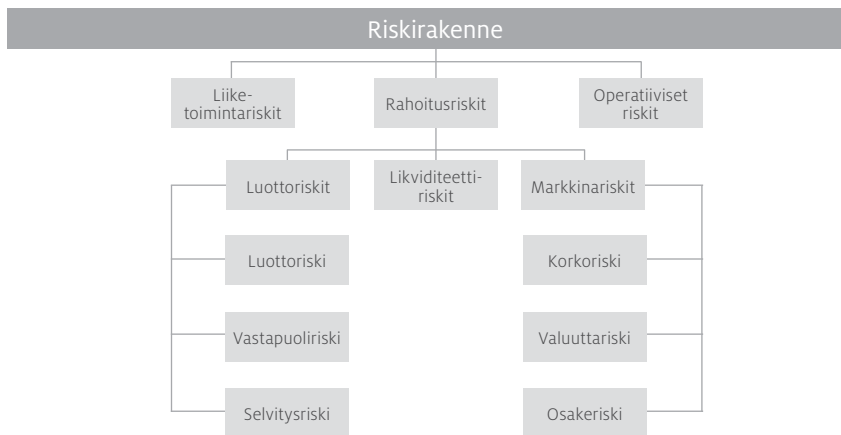 Riskirakenne
Liike-
toimintariskit
Rahoitusriskit
Operatiiviset
riskit
Luottoriskit
Likviditeetti-
riskit
Markkinariskit
Luottoriski
Korkoriski
Vastapuoliriski
Valuuttariski
Selvitysriski
Osakeriski